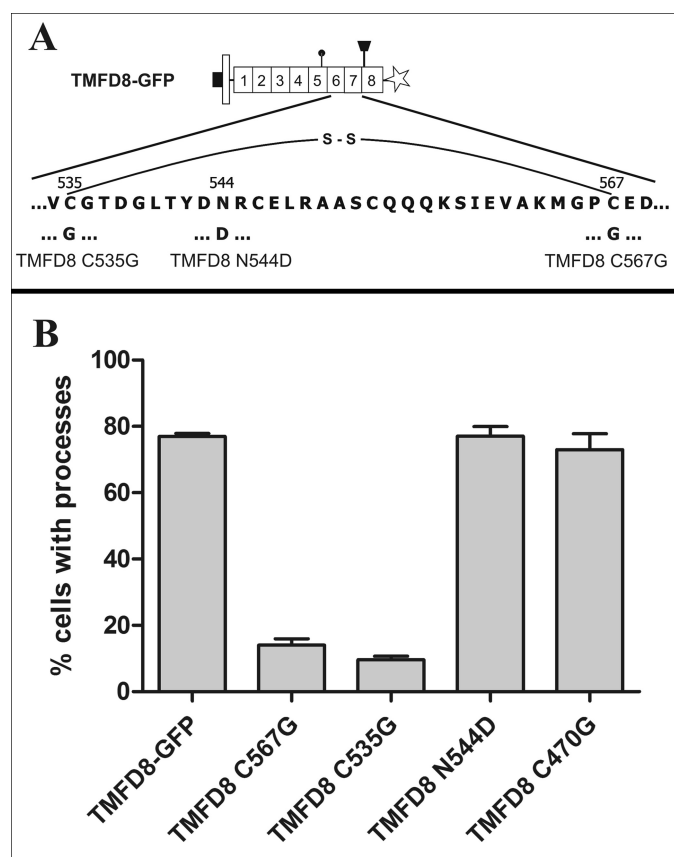 A
TMFD8-GFP
1 2 3 4 5 6 7 8
S - S
535 544 567
...V C G T D G L T Y D N R C E L R A A S C Q Q Q K S I E V A K M G P C E D...
... G ... ... D ... ... G ...
TMFD8 C535G TMFD8 N544D TMFD8 C567G
B
% cells with processes
100
80
60
40
20
0
TMFD8-GFP
TMFD8 C567G
TMFD8 C535G
TMFD8 N544D
TMFD8 C470G